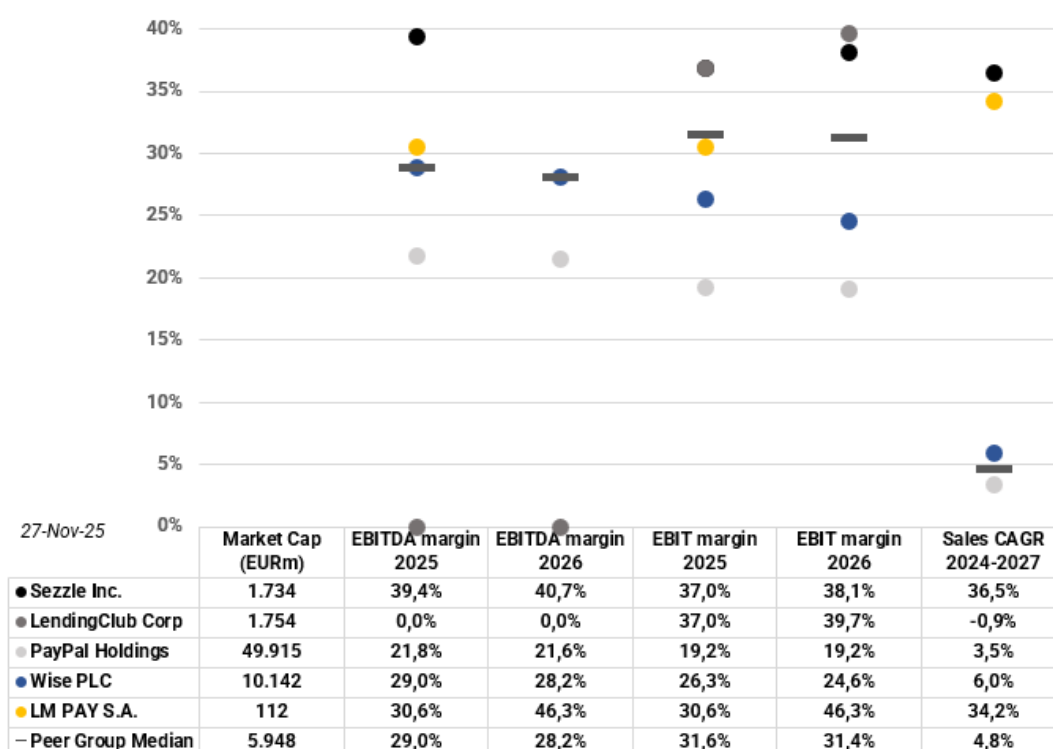 40%
35%
30%
25%
20%
15%
10%
5%
0%
27-Nov-25
Market Cap (EURm) EBITDA margin 2025 EBITDA margin 2026 EBIT margin 2025 EBIT margin 2026 Sales CAGR 2024-2027
Sezzle Inc. 1.734 39,4% 40,7% 37,0% 38,1% 36,5%
LendingClub Corp 1.754 0,0% 0,0% 37,0% 39,7% -0,9%
PayPal Holdings 49.915 21,8% 21,6% 19,2% 19,2% 3,5%
Wise PLC 10.142 29,0% 28,2% 26,3% 24,6% 6,0%
LM PAY S.A. 112 30,6% 46,3% 30,6% 46,3% 34,2%
Peer Group Median 5.948 29,0% 28,2% 31,6% 31,4% 4,8%